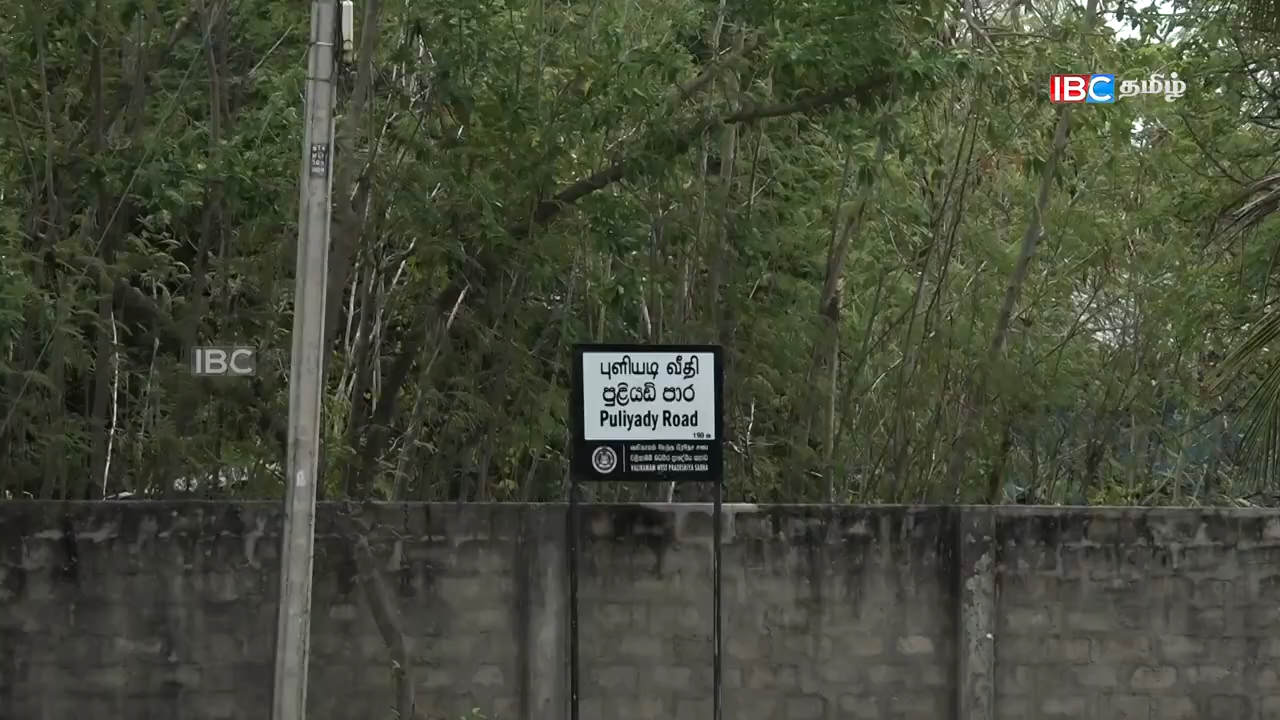 IBC தமிழ்
IBC
புளியடி வீதி
පුළියඩි පාර
Puliyady Road
190 m
VALIKAMAM WEST PRADESHIYA SABHA